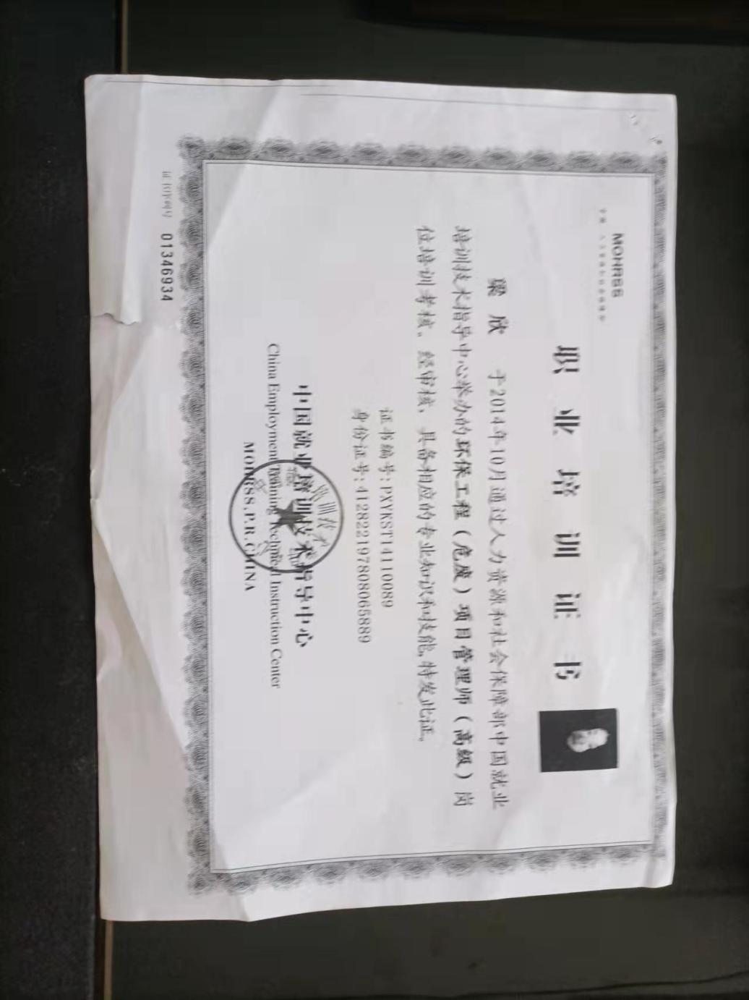 MOHRSS
职业培训证书
梁欣 于2014年10月通过人力资源和社会保障部中国就业
培训技术指导中心举办的环保工程（危废）项目管理师（高级）岗
位培训考核。经审核，具备相应的专业知识和技能,特发此证。
证书编号:PXYKST14110089
身份证号:412822197808065889
中国就业培训技术指导中心
China Employment Training Technical Instruction Center
MOHRSS.P.R.CHINA
01346934